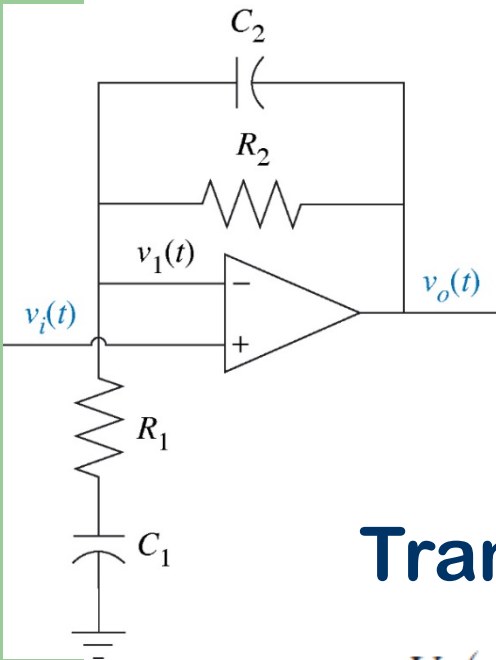 C₂
R₂
v₁(t)
−
vₒ(t)
vᵢ(t)
+
R₁
C₁
Tran